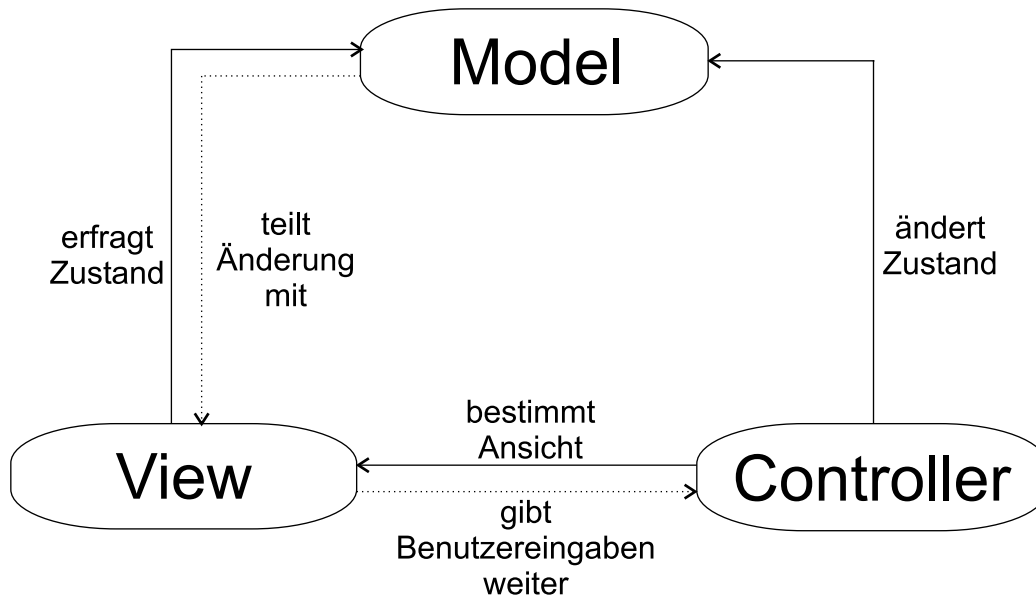 Model
erfragt
Zustand
teilt
Änderung
mit
ändert
Zustand
bestimmt
Ansicht
View
Controller
gibt
Benutzereingaben
weiter